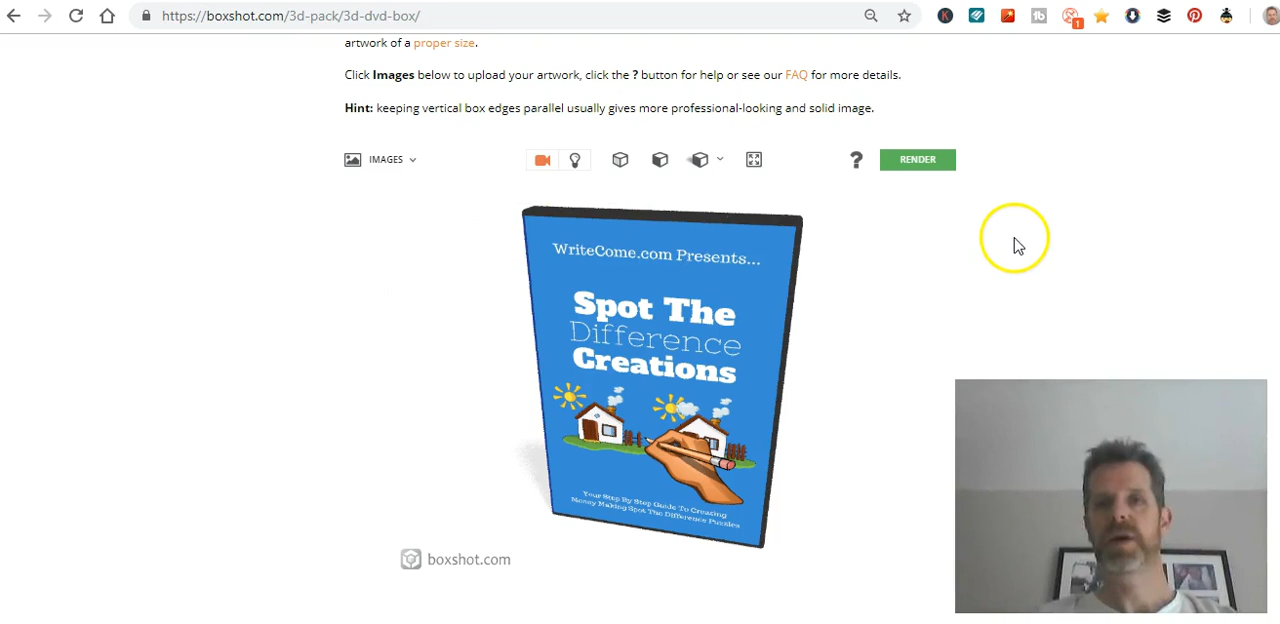 https://boxshot.com/3d-pack/3d-dvd-box/
1
artwork of a proper size.
Click Images below to upload your artwork, click the ? button for help or see our FAQ for more details.
Hint: keeping vertical box edges parallel usually gives more professional-looking and solid image.
IMAGES
?
RENDER
WriteCome.com Presents...
Spot The
Difference
Creations
Your Step By Step Guide To Creating
Money Making Spot The Difference Puzzles
boxshot.com